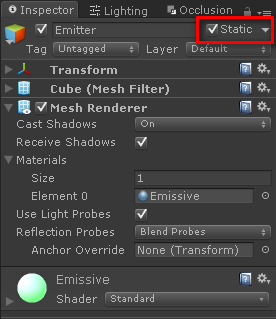 Inspector Lighting Occlusion
Emitter Static
Tag Untagged Layer Default
Transform
Cube (Mesh Filter)
Mesh Renderer
Cast Shadows On
Receive Shadows
Materials
Size 1
Element 0 Emissive
Use Light Probes
Reflection Probes Blend Probes
Anchor Override None (Transform)
Emissive
Shader Standard